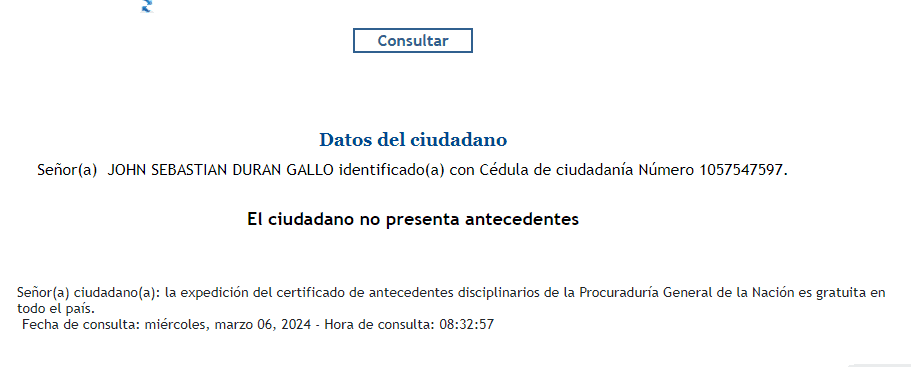 Consultar
Datos del ciudadano
Señor(a)  JOHN SEBASTIAN DURAN GALLO identificado(a) con Cédula de ciudadanía Número 1057547597.
El ciudadano no presenta antecedentes
Señor(a) ciudadano(a): la expedición del certificado de antecedentes disciplinarios de la Procuraduría General de la Nación es gratuita en
todo el país.
Fecha de consulta: miércoles, marzo 06, 2024 - Hora de consulta: 08:32:57